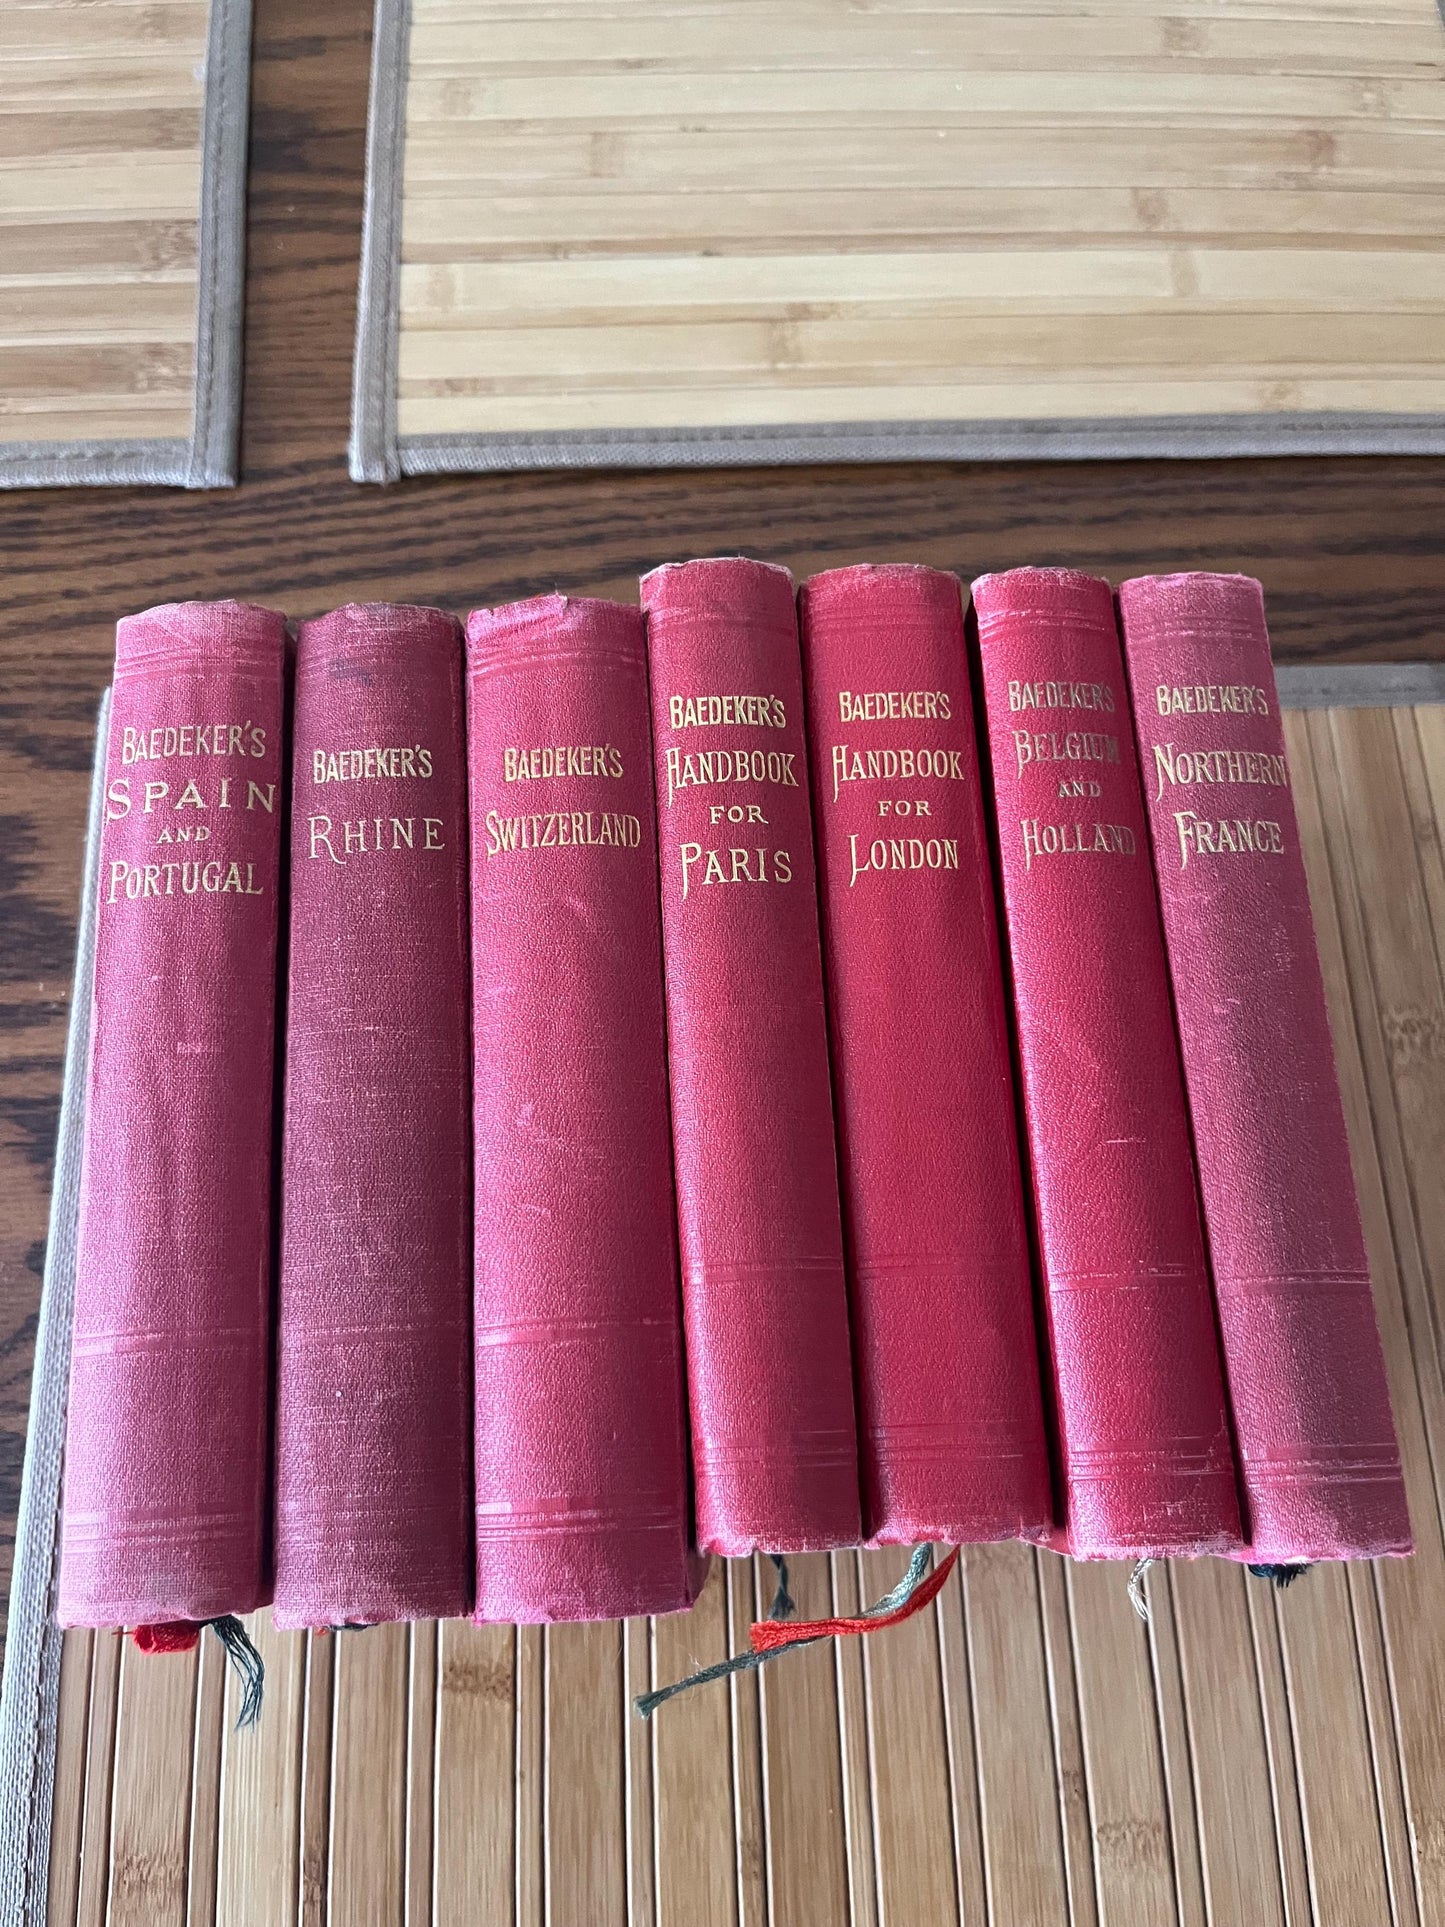 BAEDEKER'S
SPAIN
AND
PORTUGAL
BAEDEKER'S
RHINE
BAEDEKER'S
SWITZERLAND
BAEDEKER'S
HANDBOOK
FOR
PARIS
BAEDEKER'S
HANDBOOK
FOR
LONDON
BAEDEKER'S
BELGIUM
AND
HOLLAND
BAEDEKER'S
NORTHERN
FRANCE